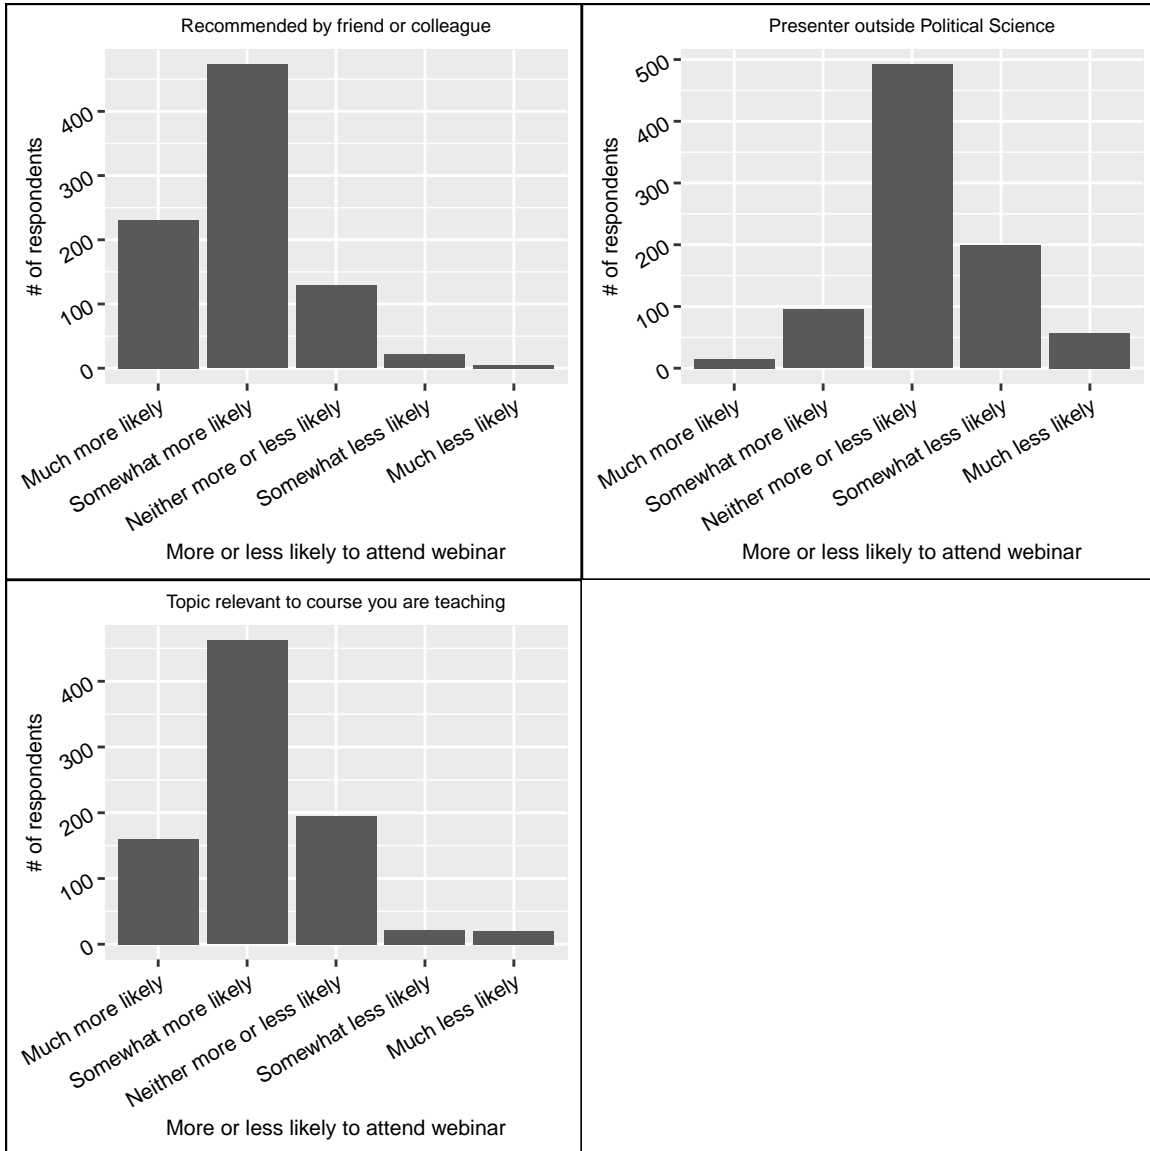 Recommended by friend or colleague
# of respondents
400
300
200
100
0
Much more likely
Somewhat more likely
Neither more or less likely
Somewhat less likely
Much less likely
More or less likely to attend webinar
Presenter outside Political Science
# of respondents
500
400
300
200
100
0
Much more likely
Somewhat more likely
Neither more or less likely
Somewhat less likely
Much less likely
More or less likely to attend webinar
Topic relevant to course you are teaching
# of respondents
400
300
200
100
0
Much more likely
Somewhat more likely
Neither more or less likely
Somewhat less likely
Much less likely
More or less likely to attend webinar